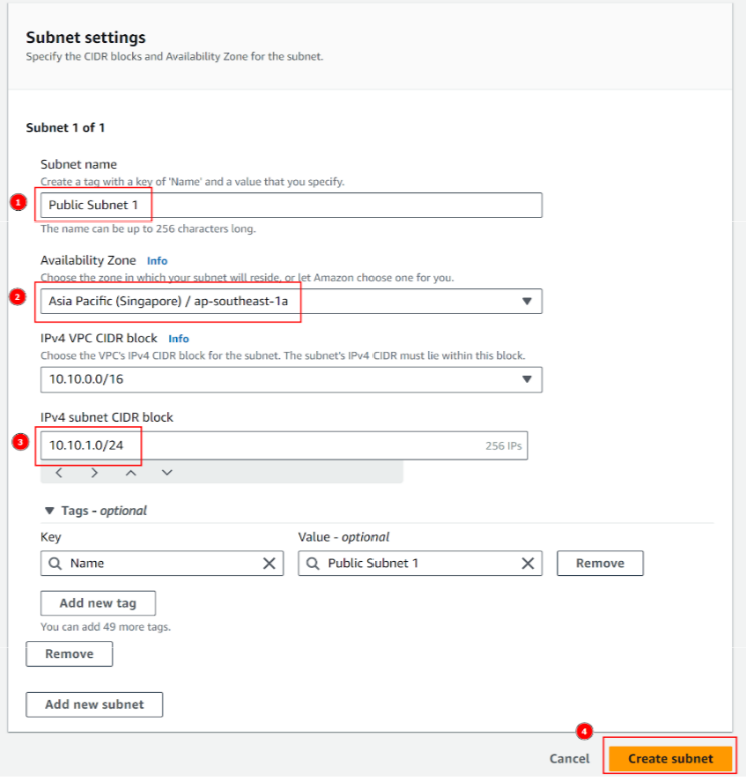 Subnet settings
Specify the CIDR blocks and Availability Zone for the subnet.
Subnet 1 of 1
Subnet name
Create a tag with a key of 'Name' and a value that you specify.
1
Public Subnet 1
The name can be up to 256 characters long.
Availability Zone Info
Choose the zone in which your subnet will reside, or let Amazon choose one for you.
2
Asia Pacific (Singapore) / ap-southeast-1a
IPv4 VPC CIDR block Info
Choose the VPC's IPv4 CIDR block for the subnet. The subnet's IPv4 CIDR must lie within this block.
10.10.0.0/16
IPv4 subnet CIDR block
3
10.10.1.0/24 256 IPs
Tags - optional
Key Value - optional
Name Public Subnet 1 Remove
Add new tag
You can add 49 more tags.
Remove
Add new subnet
4
Cancel Create subnet